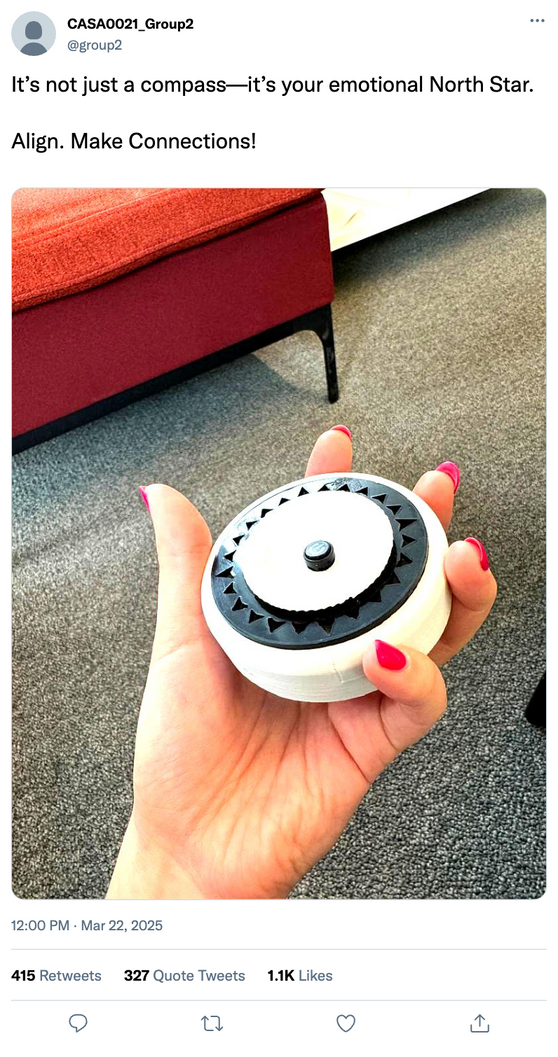 CASA0021_Group2
@group2
It’s not just a compass—it’s your emotional North Star.
Align. Make Connections!
12:00 PM · Mar 22, 2025
415 Retweets 327 Quote Tweets 1.1K Likes